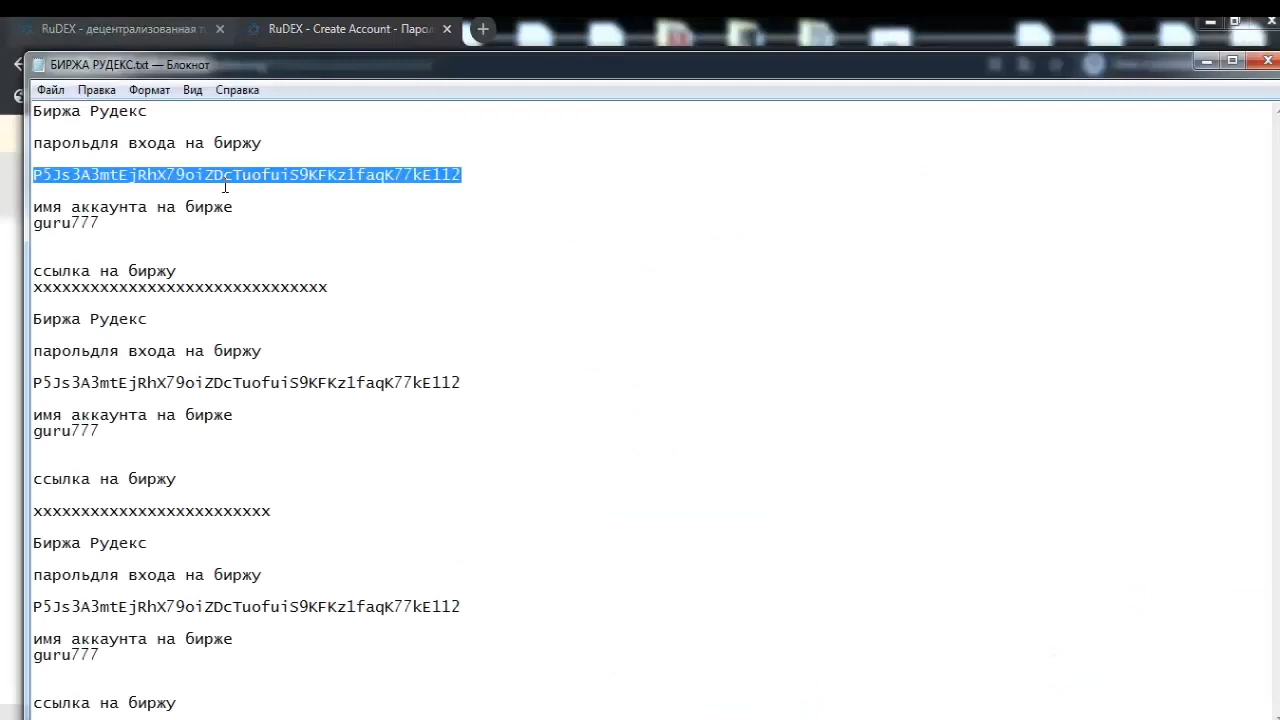 RuDEX - децентрализованная т
RuDEX - Create Account - Парол
БИРЖА РУДЕКС.txt — Блокнот
Файл Правка Формат Вид Справка
Биржа Рудекс
парольдля входа на биржу
P5Js3A3mtEjRhX79oiZDcTuofuiS9KFKz1faqK77kE112
имя аккаунта на бирже
guru777
ссылка на биржу
xxxxxxxxxxxxxxxxxxxxxxxxxxxxxxx
Биржа Рудекс
парольдля входа на биржу
P5Js3A3mtEjRhX79oiZDcTuofuiS9KFKz1faqK77kE112
имя аккаунта на бирже
guru777
ссылка на биржу
xxxxxxxxxxxxxxxxxxxxxxxxx
Биржа Рудекс
парольдля входа на биржу
P5Js3A3mtEjRhX79oiZDcTuofuiS9KFKz1faqK77kE112
имя аккаунта на бирже
guru777
ссылка на биржу